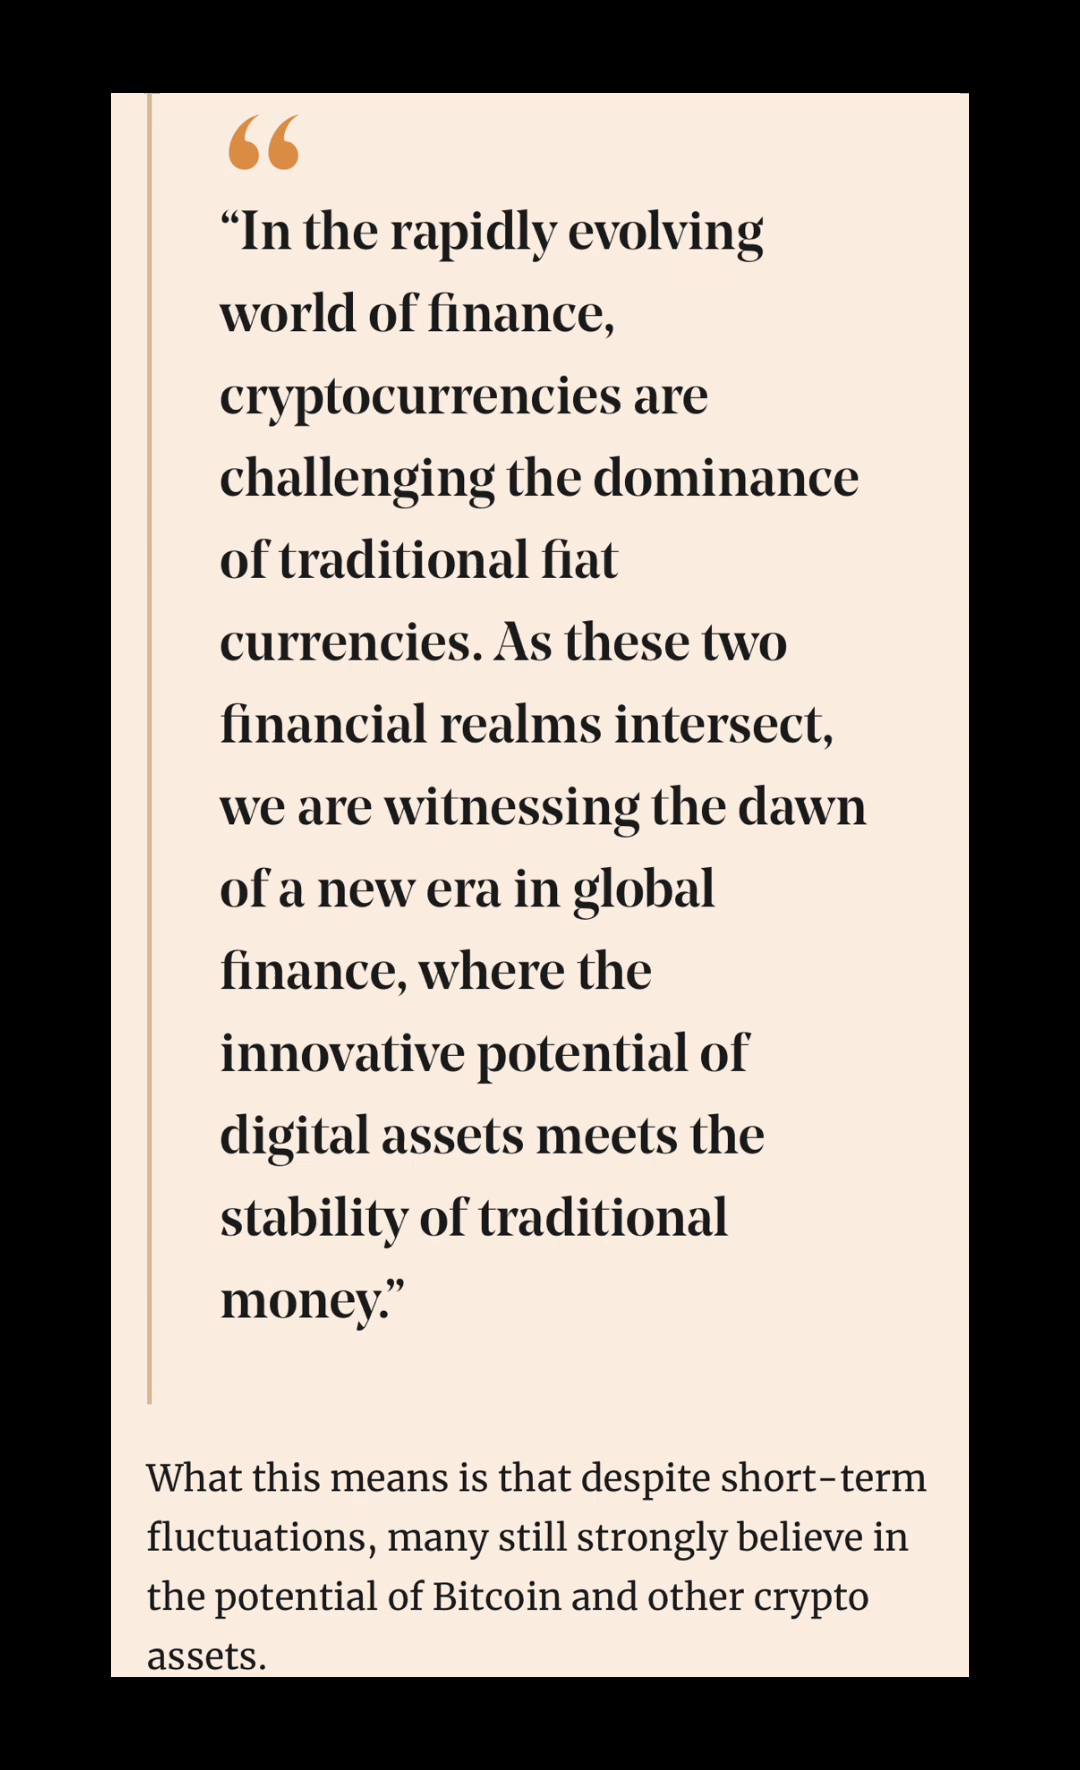 “
“In the rapidly evolving
world of finance,
cryptocurrencies are
challenging the dominance
of traditional fiat
currencies. As these two
financial realms intersect,
we are witnessing the dawn
of a new era in global
finance, where the
innovative potential of
digital assets meets the
stability of traditional
money.”
What this means is that despite short-term
fluctuations, many still strongly believe in
the potential of Bitcoin and other crypto
assets.